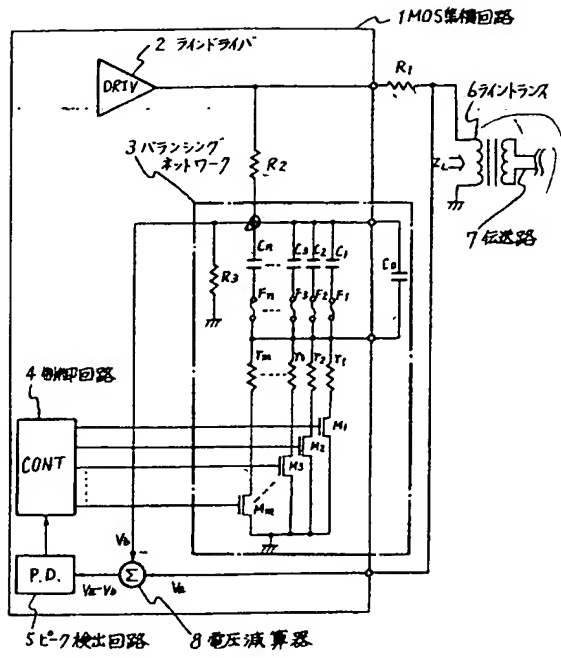 1 MOS集積回路
2 ラインドライバ
DRIV
R1
6 ライントランス
3 バランシング
ネットワーク
R2
ZL
7 伝送路
Cn
C3
C2
C1
C0
R3
Fn
F3
F2
F1
4 制御回路
rm
r3
r2
r1
CONT
M1
M2
M3
Mm
Vb
-
P.D.
Va-Vb
Σ
Va
5 ピーク検出回路
8 電圧減算器